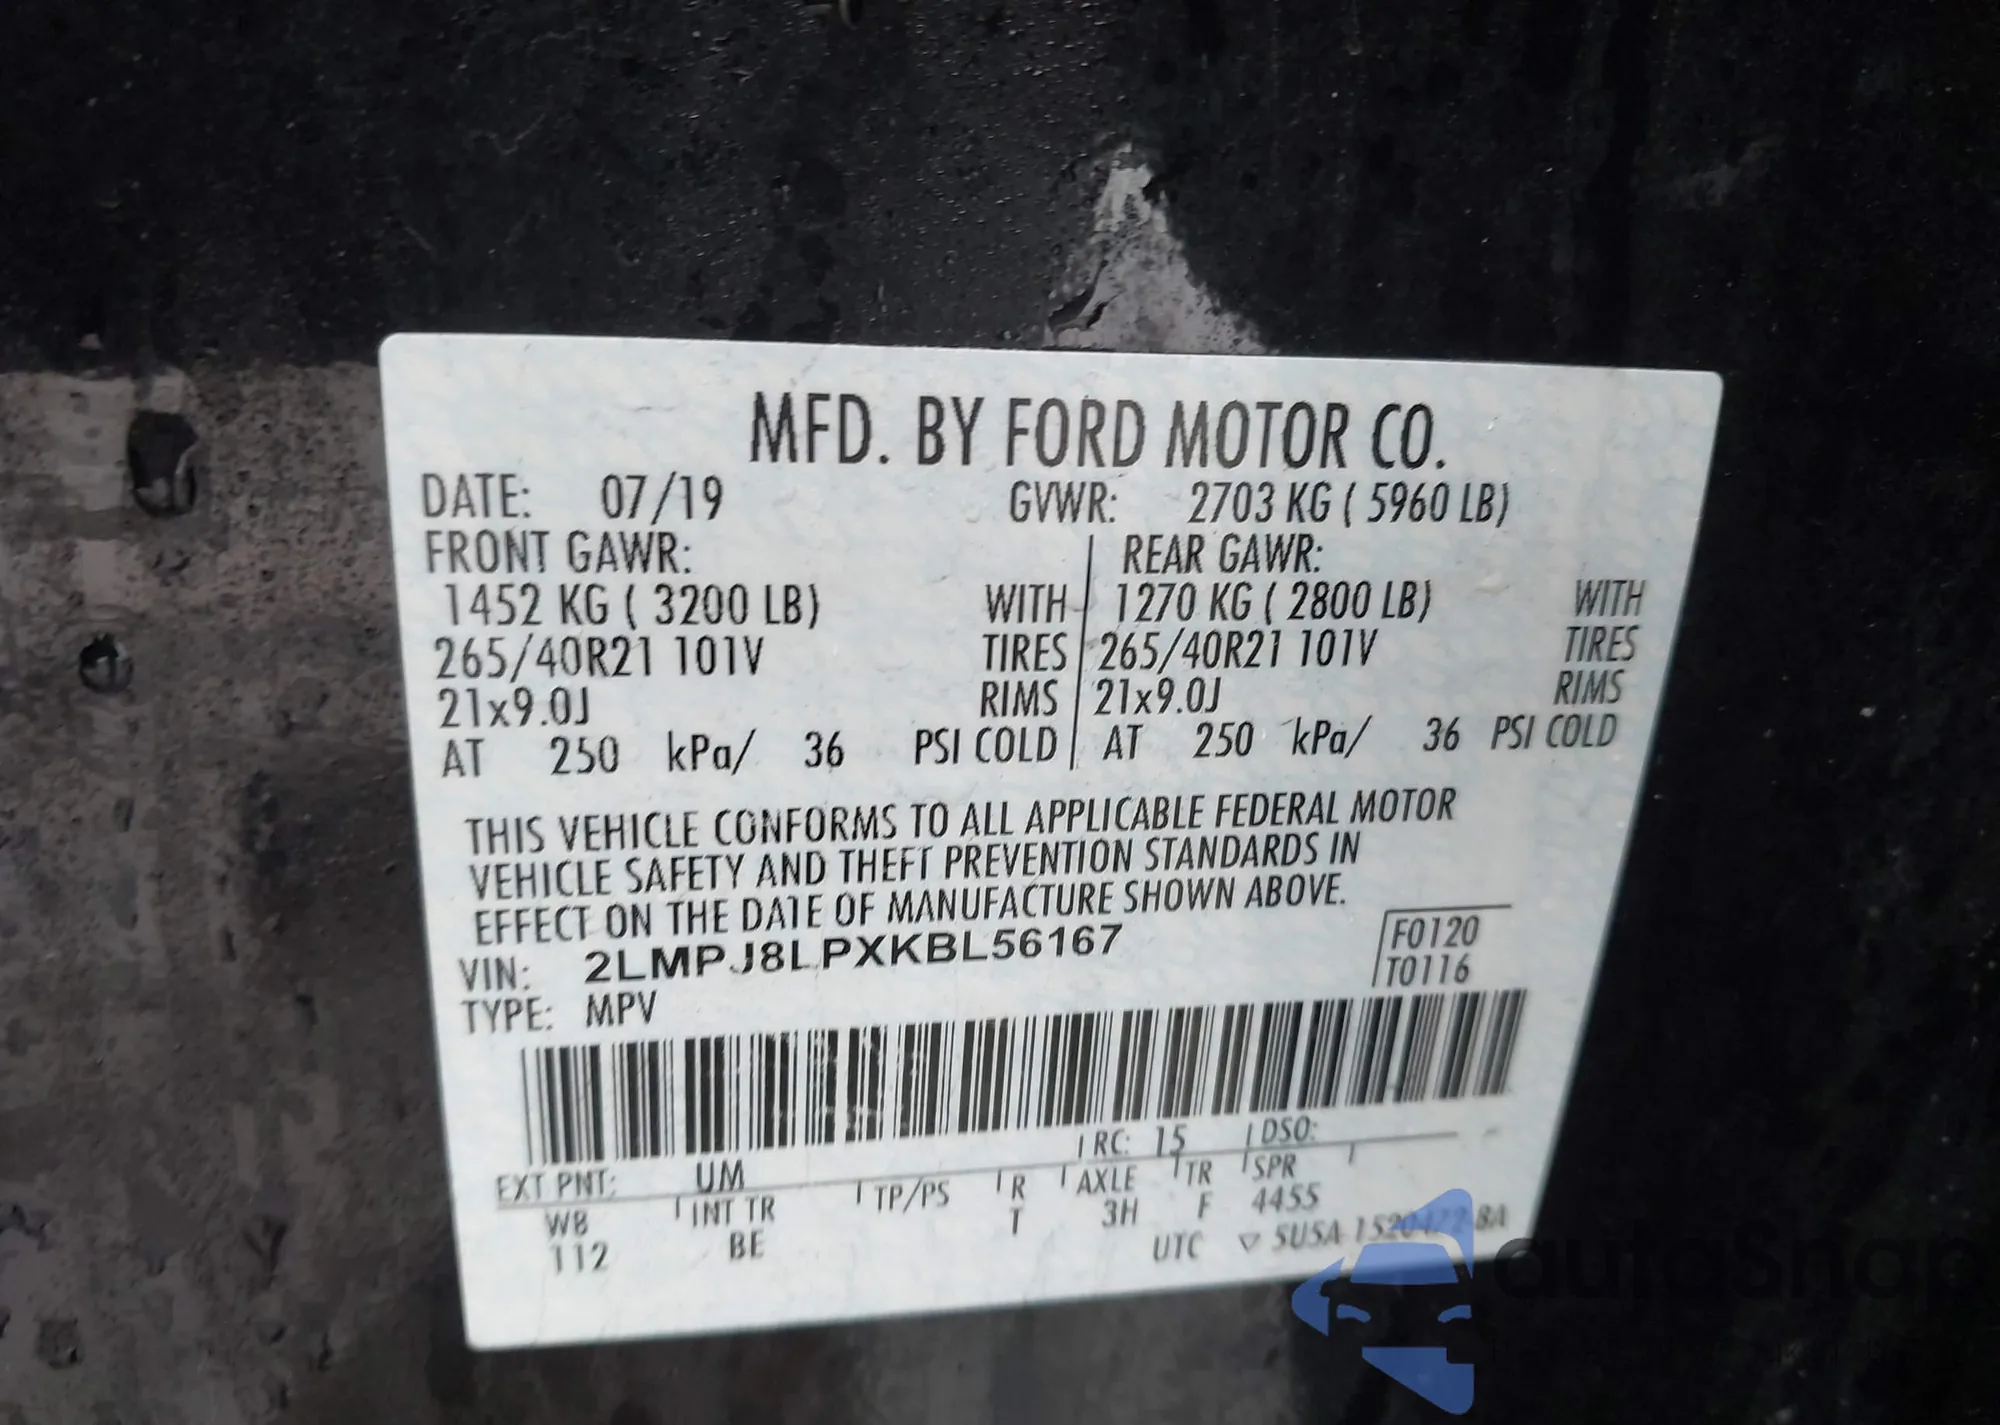 MFD. BY FORD MOTOR CO.
DATE: 07/19 GVWR: 2703 KG ( 5960 LB)
FRONT GAWR: REAR GAWR:
1452 KG ( 3200 LB) WITH 1270 KG ( 2800 LB) WITH
265/40R21 101V TIRES 265/40R21 101V TIRES
21x9.0J RIMS 21x9.0J RIMS
AT 250 kPa/ 36 PSI COLD AT 250 kPa/ 36 PSI COLD
THIS VEHICLE CONFORMS TO ALL APPLICABLE FEDERAL MOTOR
VEHICLE SAFETY AND THEFT PREVENTION STANDARDS IN
EFFECT ON THE DATE OF MANUFACTURE SHOWN ABOVE.
VIN: 2LMPJ8LPXKBL56167
F0120
T0116
TYPE: MPV
EXT PNT: UM RC: 15 DSO:
WB INT TR TP/PS R AXLE TR SPR
112 BE T 3H F 4455
UTC ▽ SUSA
autoshop